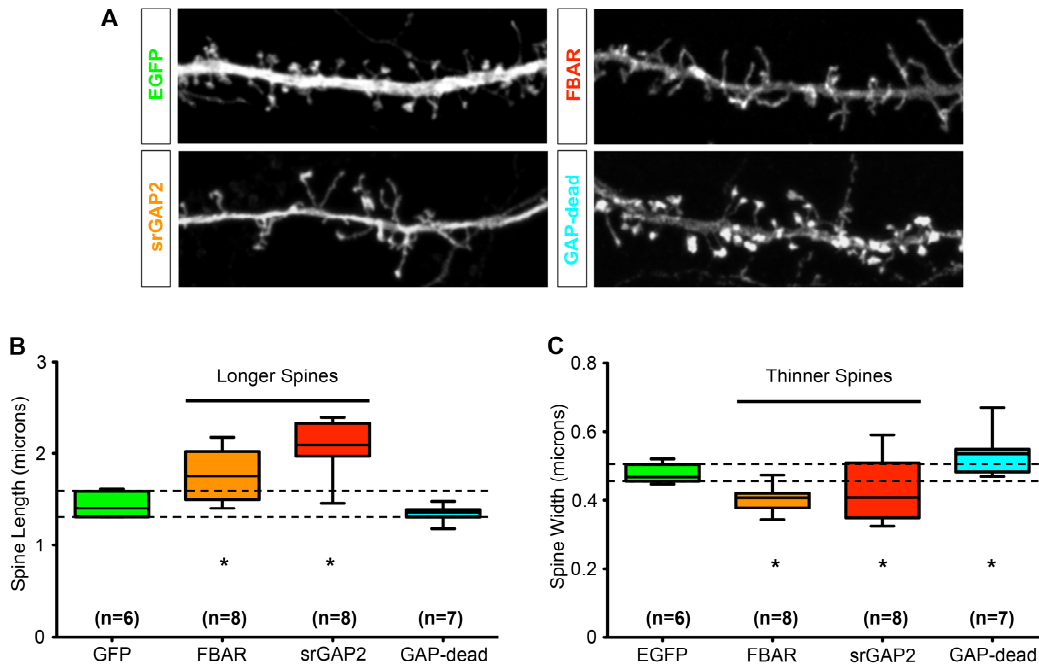 A
EGFP
FBAR
srGAP2
GAP-dead
B
3
2
1
0
Spine Length (microns)
Longer Spines
*
*
(n=6)
(n=8)
(n=8)
(n=7)
GFP
FBAR
srGAP2
GAP-dead
C
0.8
0.6
0.4
0.2
0
Spine Width (microns)
Thinner Spines
*
*
*
(n=6)
(n=8)
(n=8)
(n=7)
EGFP
FBAR
srGAP2
GAP-dead